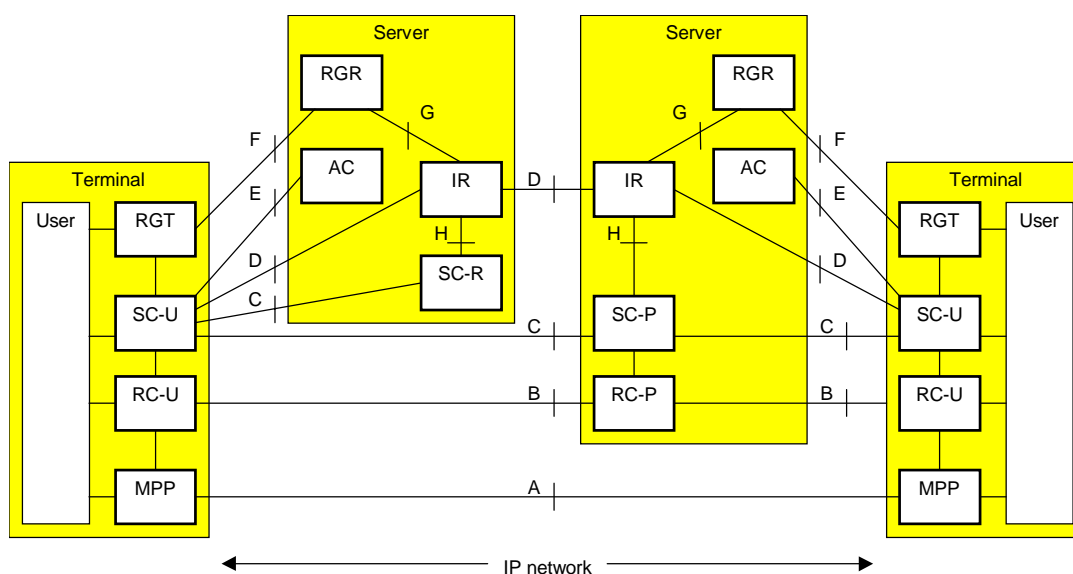 Server
Server
RGR
RGR
G
G
F
F
AC
AC
Terminal
IR
D
IR
Terminal
E
E
User
RGT
RGT
User
H
H
D
D
SC-R
C
SC-U
C
SC-P
C
SC-U
RC-U
B
RC-P
B
RC-U
MPP
A
MPP
IP network